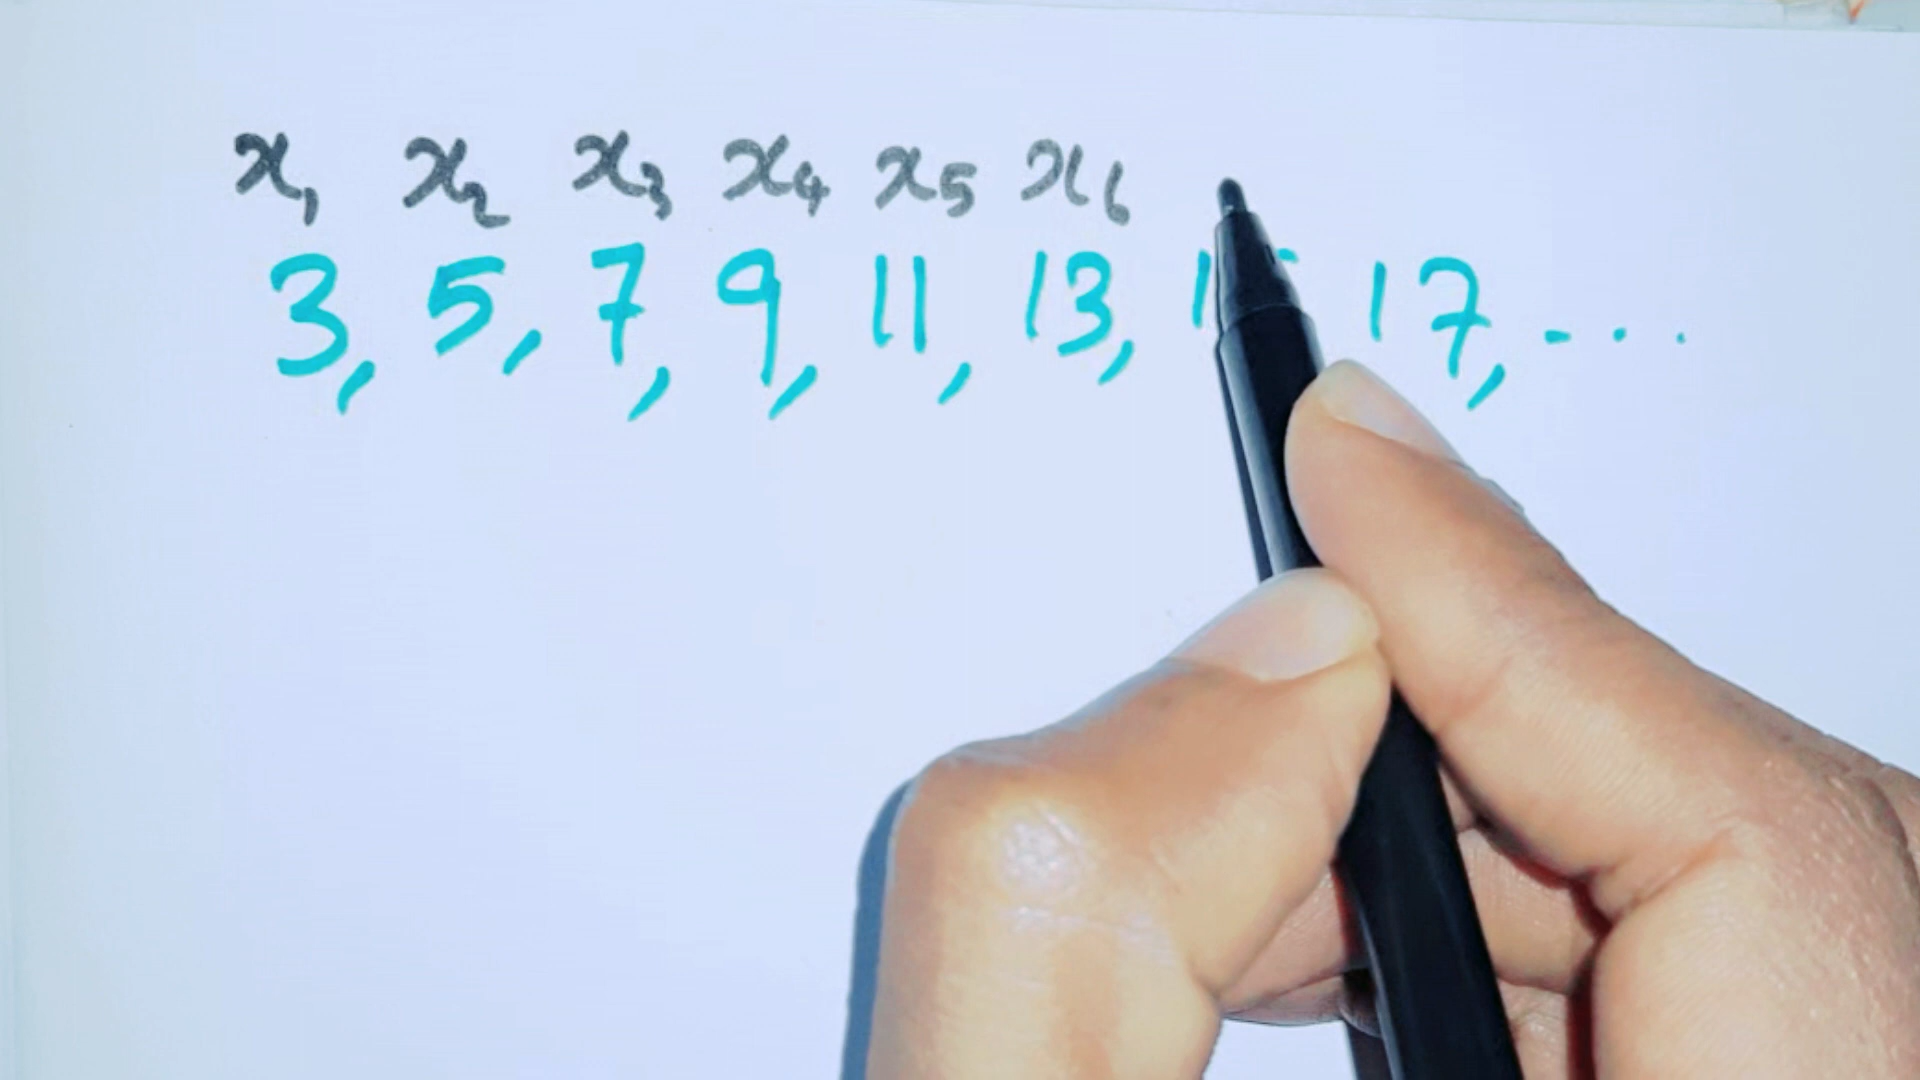 x₁ x₂ x₃ x₄ x₅ x₆
3, 5, 7, 9, 11, 13, 17, ...